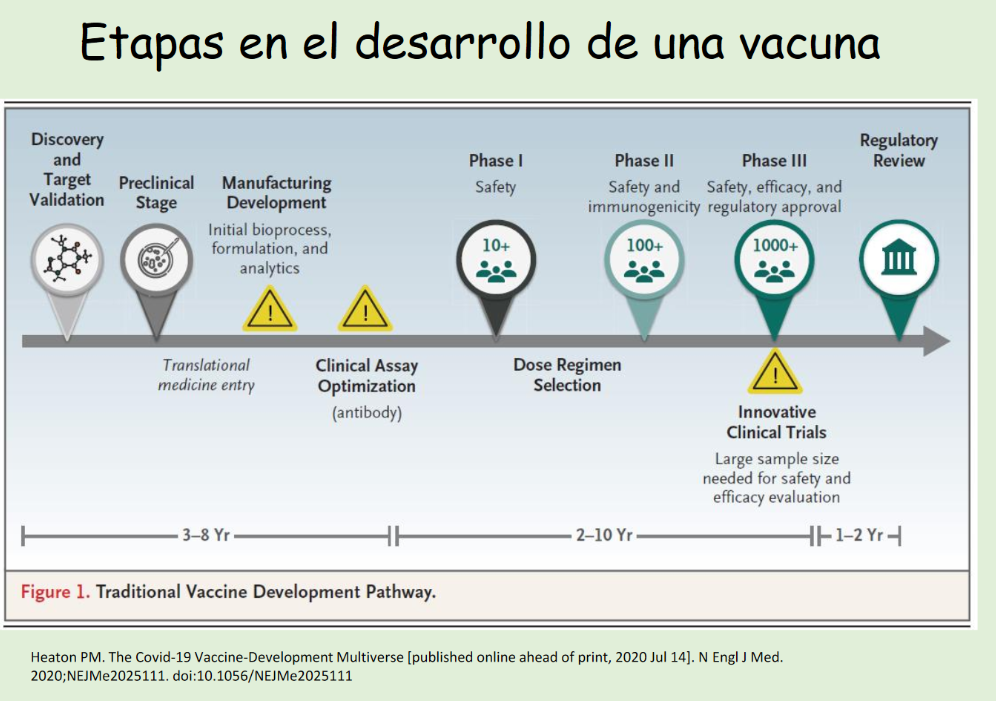 Etapas en el desarrollo de una vacuna
Discovery
and
Target
Validation
Preclinical
Stage
Manufacturing
Development
Initial bioprocess,
formulation, and
analytics
Phase I
Safety
Phase II
Safety and
immunogenicity
Phase III
Safety, efficacy, and
regulatory approval
Regulatory
Review
10+
100+
1000+
!
!
Translational
medicine entry
Clinical Assay
Optimization
(antibody)
Dose Regimen
Selection
!
Innovative
Clinical Trials
Large sample size
needed for safety and
efficacy evaluation
3–8 Yr
2–10 Yr
1–2 Yr
Figure 1. Traditional Vaccine Development Pathway.
Heaton PM. The Covid-19 Vaccine-Development Multiverse [published online ahead of print, 2020 Jul 14]. N Engl J Med.
2020;NEJMe2025111. doi:10.1056/NEJMe2025111